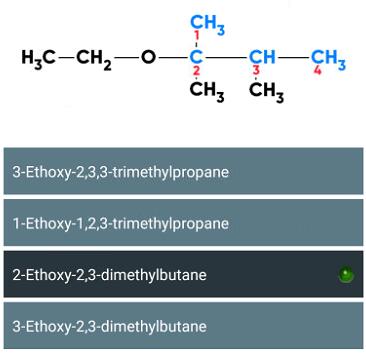 CH₃
1
H₃C—CH₂—O—C—CH—CH₃
2 3 4
CH₃ CH₃
3-Ethoxy-2,3,3-trimethylpropane
1-Ethoxy-1,2,3-trimethylpropane
2-Ethoxy-2,3-dimethylbutane
3-Ethoxy-2,3-dimethylbutane